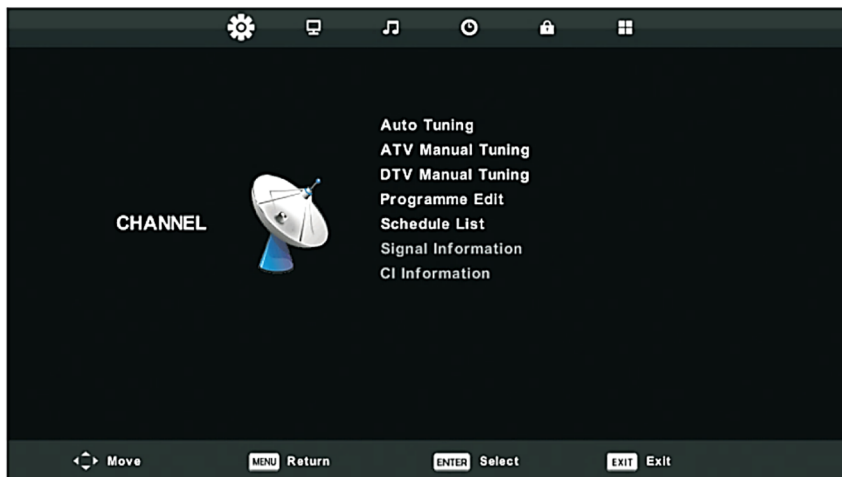 CHANNEL
Auto Tuning
ATV Manual Tuning
DTV Manual Tuning
Programme Edit
Schedule List
Signal Information
CI Information
Move MENU Return ENTER Select EXIT Exit